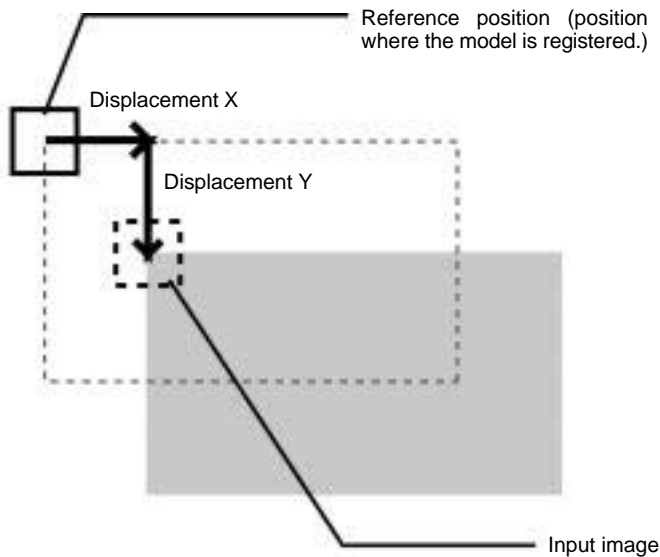 Reference position (position
where the model is registered.)
Displacement X
Displacement Y
Input image